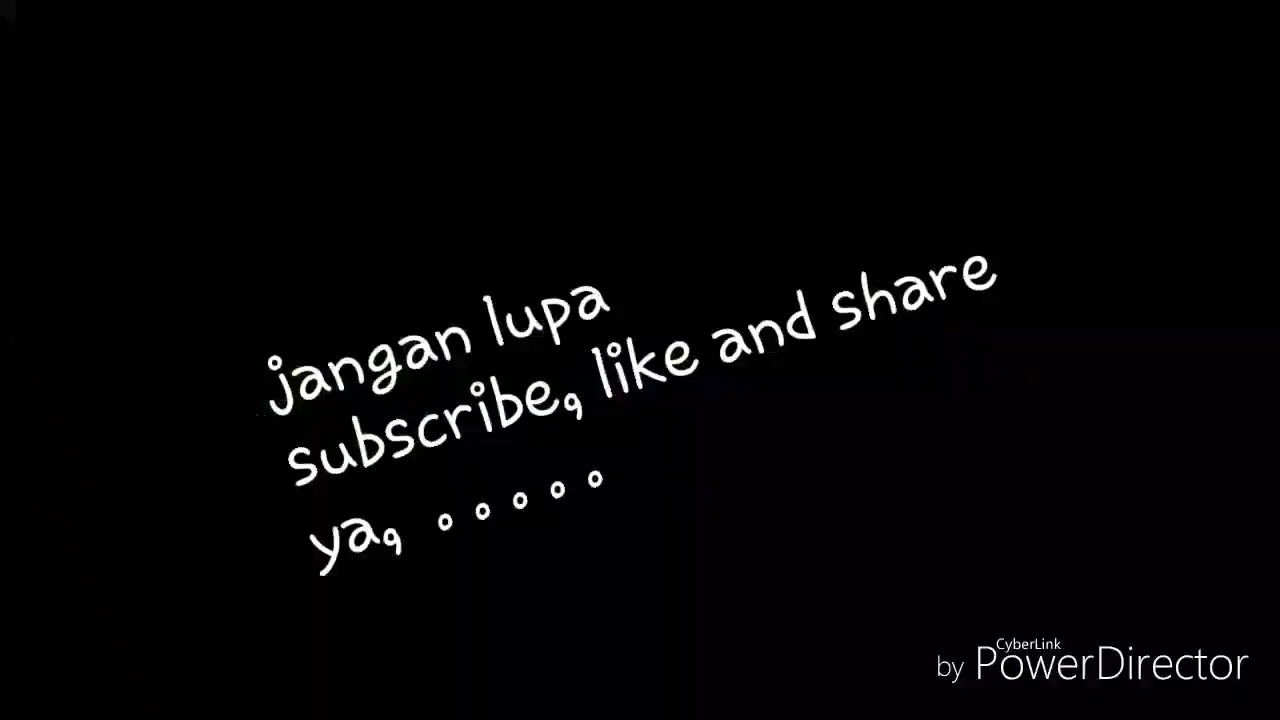 jangan lupa
subscribe, like and share
ya, .....
CyberLink
by PowerDirector